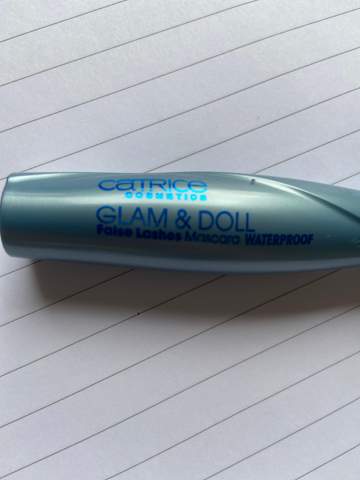 CATRICE
COSMETICS
GLAM & DOLL
False Lashes Mascara WATERPROOF